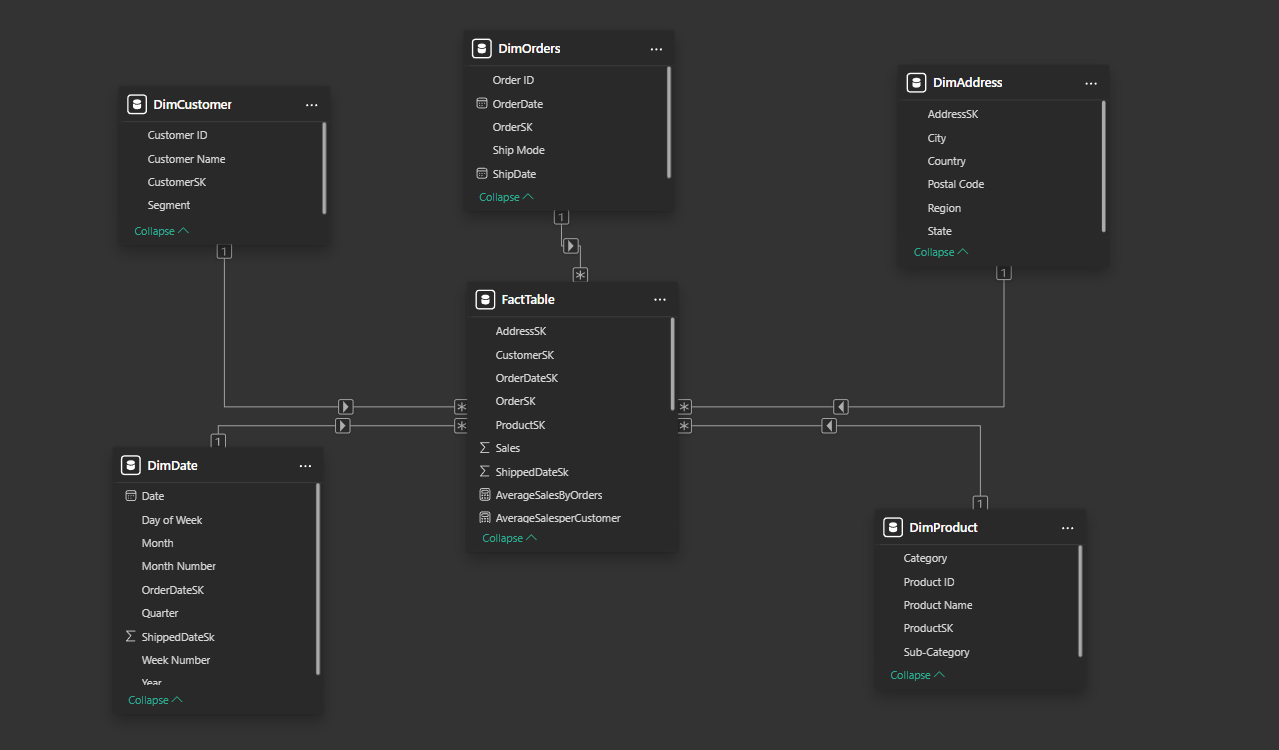 DimOrders
Order ID
OrderDate
OrderSK
Ship Mode
ShipDate
Collapse
DimCustomer
Customer ID
Customer Name
CustomerSK
Segment
Collapse
DimAddress
AddressSK
City
Country
Postal Code
Region
State
Collapse
1
1
1
*
FactTable
AddressSK
CustomerSK
OrderDateSK
OrderSK
ProductSK
Sales
ShippedDateSk
AverageSalesByOrders
AverageSalesperCustomer
Collapse
*
*
*
*
1
DimDate
Date
Day of Week
Month
Month Number
OrderDateSK
Quarter
ShippedDateSk
Week Number
Year
Collapse
1
DimProduct
Category
Product ID
Product Name
ProductSK
Sub-Category
Collapse